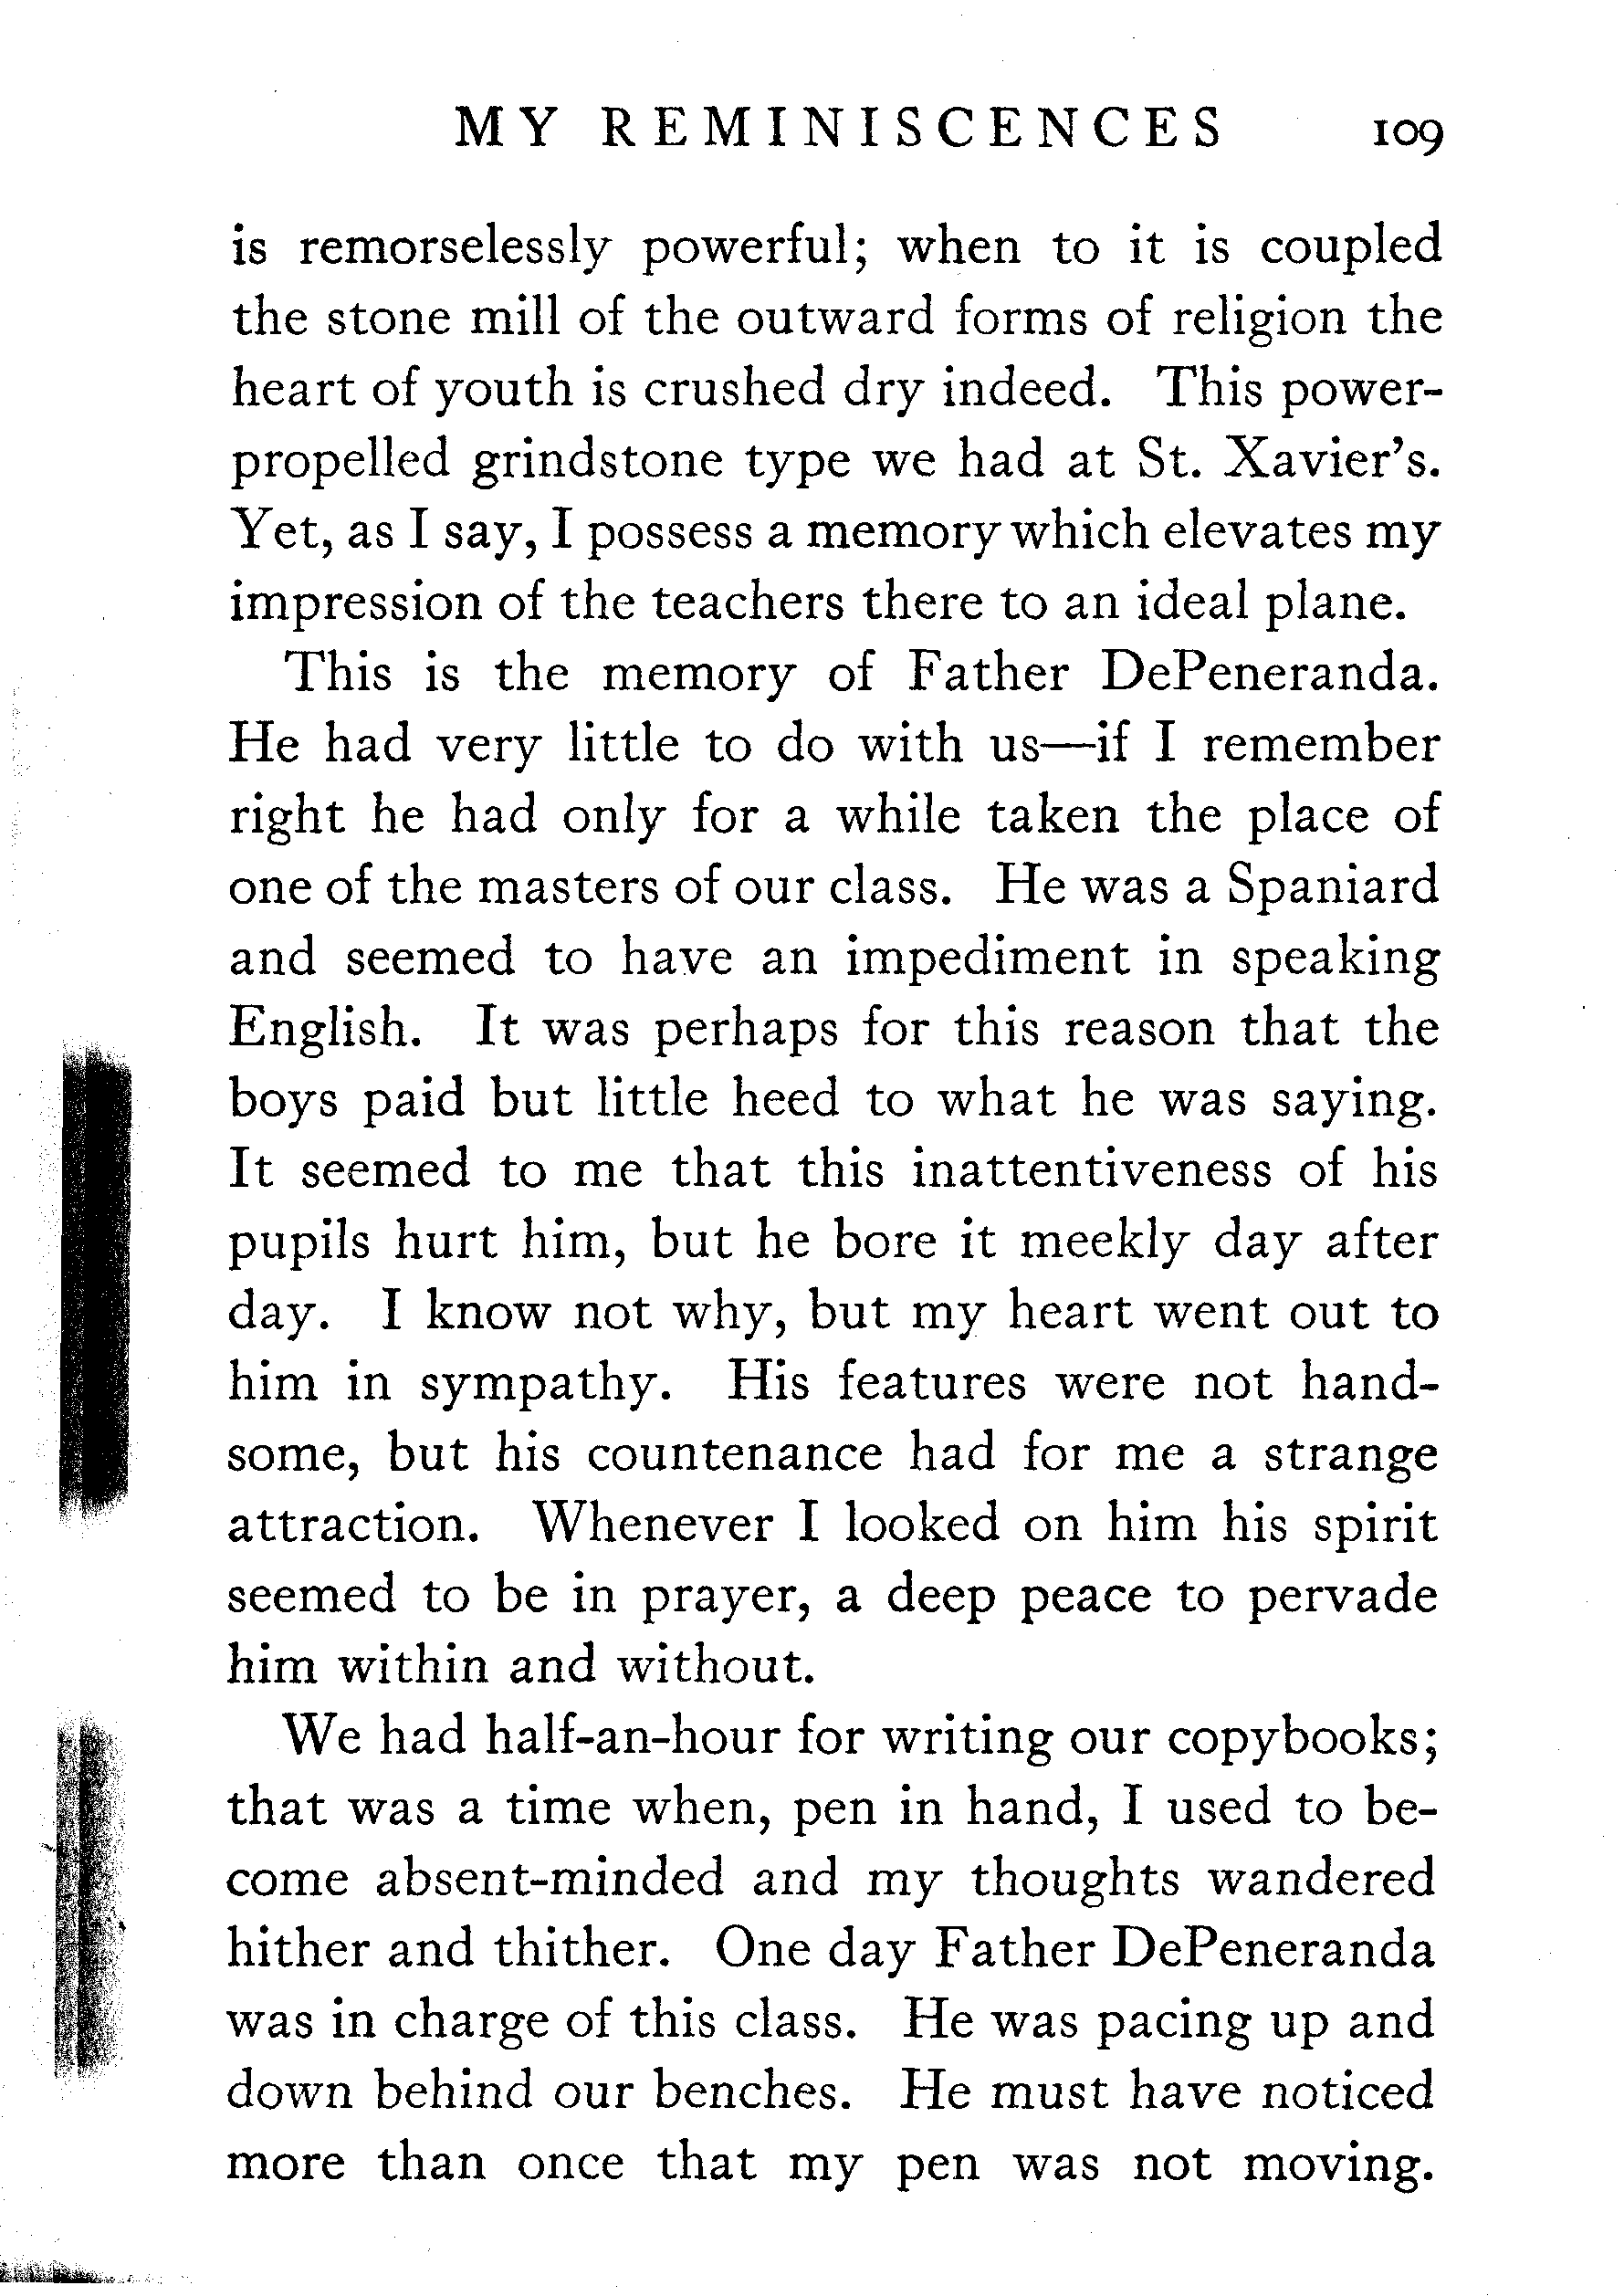 MY REMINISCENCES 109
is remorselessly powerful; when to it is coupled
the stone mill of the outward forms of religion the
heart of youth is crushed dry indeed. This power-
propelled grindstone type we had at St. Xavier's.
Yet, as I say, I possess a memory which elevates my
impression of the teachers there to an ideal plane.
This is the memory of Father DePeneranda.
He had very little to do with us—if I remember
right he had only for a while taken the place of
one of the masters of our class. He was a Spaniard
and seemed to have an impediment in speaking
English. It was perhaps for this reason that the
boys paid but little heed to what he was saying.
It seemed to me that this inattentiveness of his
pupils hurt him, but he bore it meekly day after
day. I know not why, but my heart went out to
him in sympathy. His features were not hand-
some, but his countenance had for me a strange
attraction. Whenever I looked on him his spirit
seemed to be in prayer, a deep peace to pervade
him within and without.
We had half-an-hour for writing our copybooks;
that was a time when, pen in hand, I used to be-
come absent-minded and my thoughts wandered
hither and thither. One day Father DePeneranda
was in charge of this class. He was pacing up and
down behind our benches. He must have noticed
more than once that my pen was not moving.